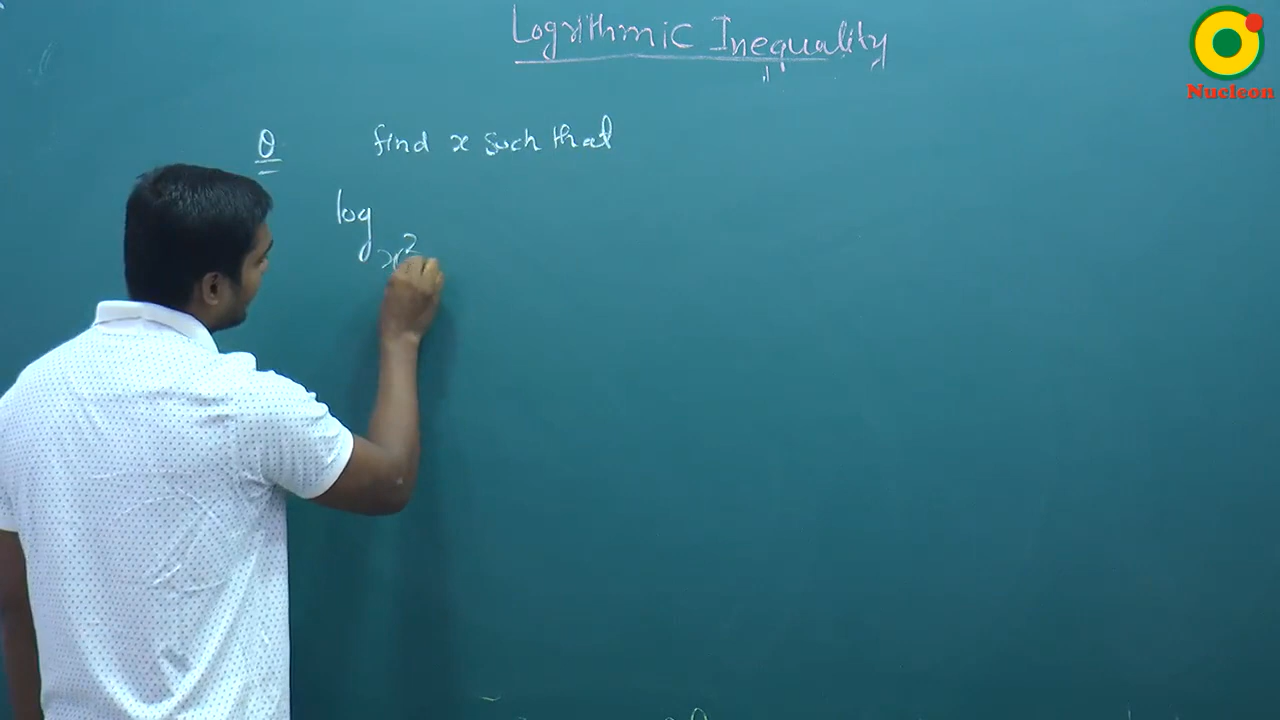 Logrithmic Inequality
Nucleon
Q find x such that
log x²